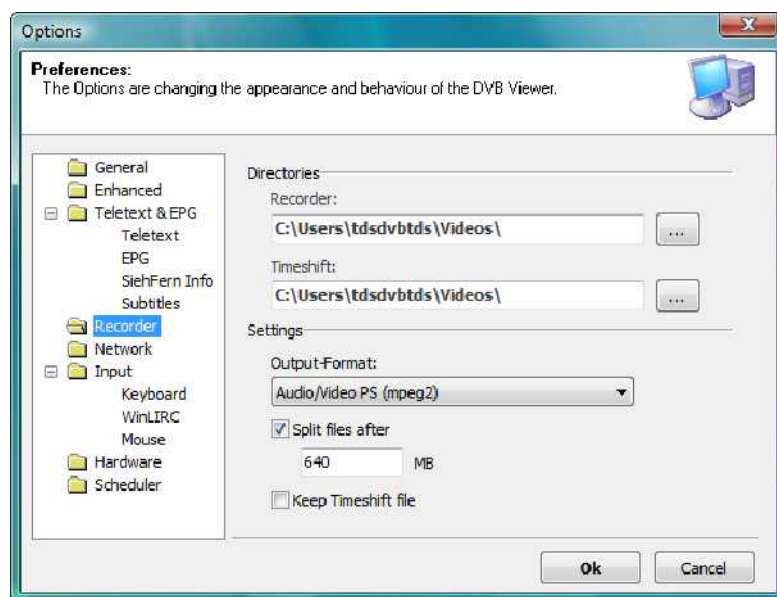 Options
Preferences:
The Options are changing the appearance and behaviour of the DVB Viewer.
General
Enhanced
Teletext & EPG
Teletext
EPG
SiehFern Info
Subtitles
Recorder
Network
Input
Keyboard
WinLIRC
Mouse
Hardware
Scheduler
Directories
Recorder:
C:\Users\tdsdvbtds\Videos\
...
Timeshift:
C:\Users\tdsdvbtds\Videos\
...
Settings
Output-Format:
Audio/Video PS (mpeg2)
Split files after
640 MB
Keep Timeshift file
Ok
Cancel